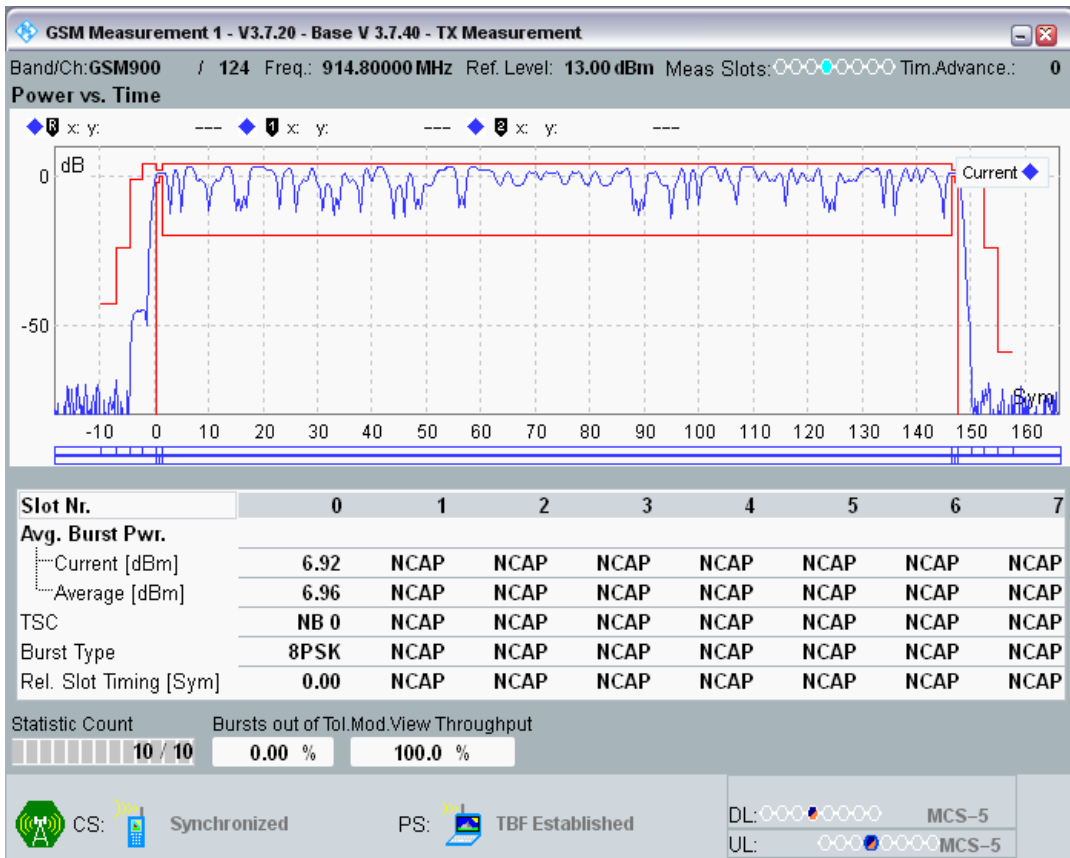 GSM Measurement 1 - V3.7.20 - Base V 3.7.40 - TX Measurement
Band/Ch:GSM900 / 124 Freq.: 914.80000 MHz Ref. Level: 13.00 dBm Meas Slots: Tim.Advance.: 0
Power vs. Time
R x: y: --- 1 x: y: --- 2 x: y: ---
dB
Current
0
-50
Sym
-10 0 10 20 30 40 50 60 70 80 90 100 110 120 130 140 150 160
Slot Nr. 0 1 2 3 4 5 6 7
Avg. Burst Pwr.
Current [dBm] 6.92 NCAP NCAP NCAP NCAP NCAP NCAP NCAP
Average [dBm] 6.96 NCAP NCAP NCAP NCAP NCAP NCAP NCAP
TSC NB 0 NCAP NCAP NCAP NCAP NCAP NCAP NCAP
Burst Type 8PSK NCAP NCAP NCAP NCAP NCAP NCAP NCAP
Rel. Slot Timing [Sym] 0.00 NCAP NCAP NCAP NCAP NCAP NCAP NCAP
Statistic Count Bursts out of Tol.Mod.View Throughput
10 / 10 0.00 % 100.0 %
CS: Synchronized PS: TBF Established
DL: MCS-5
UL: MCS-5